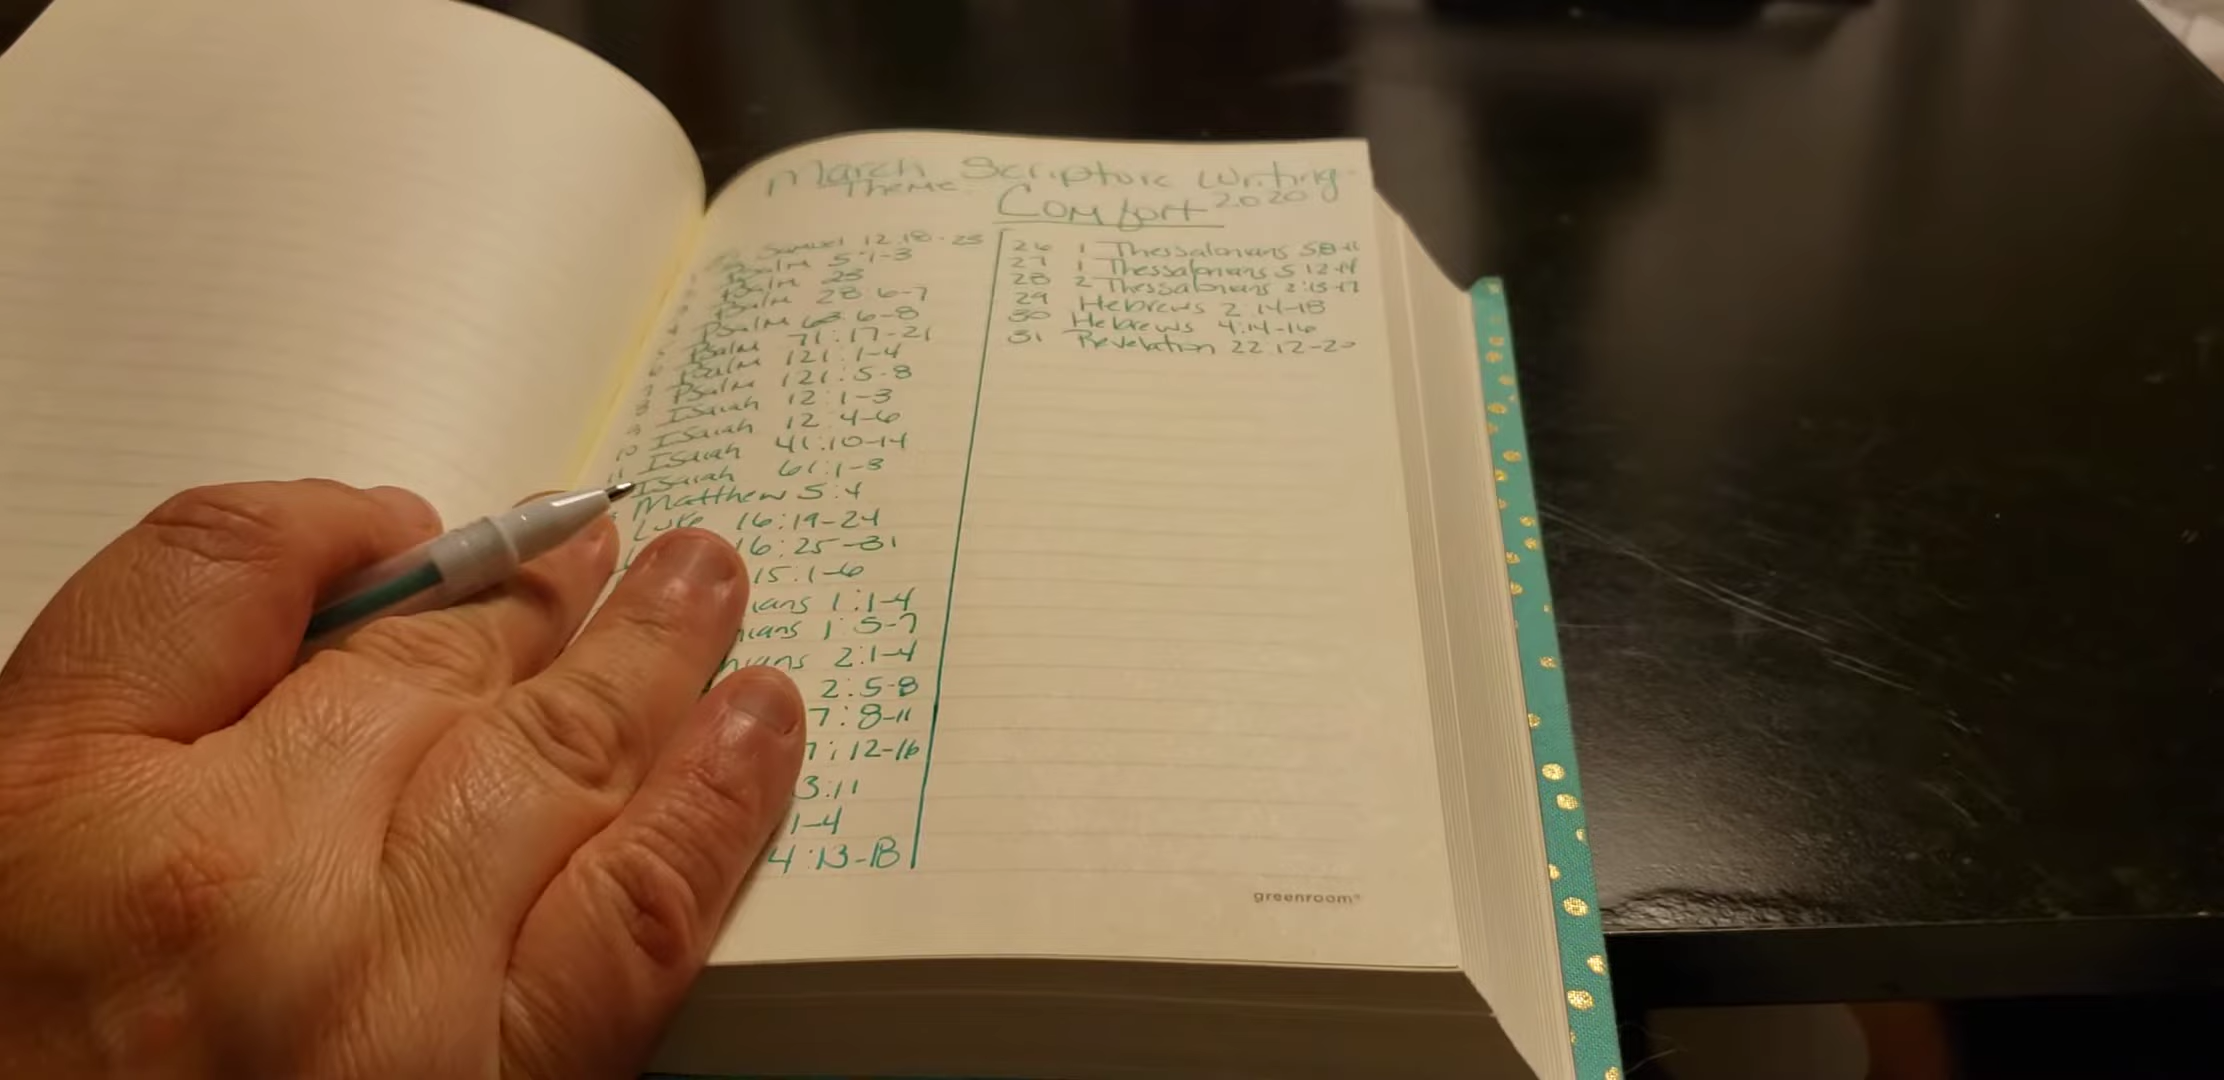 March Scripture Writing
Theme Comfort 2020
Samuel 12:18-23
Psalm 5:1-3
Psalm 23
Psalm 28:6-7
Psalm 6-8
Psalm 71:17-21
Psalm 121:1-4
Psalm 121:5-8
9 Isaiah 12:1-3
10 Isaiah 12:4-6
11 Isaiah 41:10-14
Isaiah 61:1-3
Matthew 5:4
Luke 16:19-24
16:25-31
15:1-6
ians 1:1-4
nians 1:5-7
hians 2:1-4
2:5-8
7:8-11
7:12-16
3:11
1-4
4:13-18
26 1 Thessalonians 5:8-11
27 1 Thessalonians 5:12-14
28 2 Thessalonians 2:13-17
29 Hebrews 2:14-18
30 Hebrews 4:14-16
31 Revelation 22:12-20
greenroom